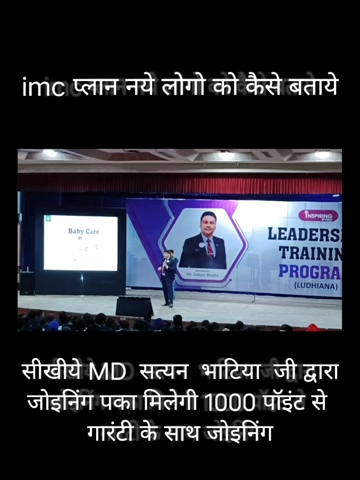 imc प्लान नये लोगो को कैसे बताये
Baby Care
INSPIRING
LEADERS
TRAININ
PROGRA
(LUDHIANA)
सीखीये MD सत्यन भाटिया जी द्वारा
जोइनिंग पका मिलेगी 1000 पॉइंट से
गारंटी के साथ जोइनिंग